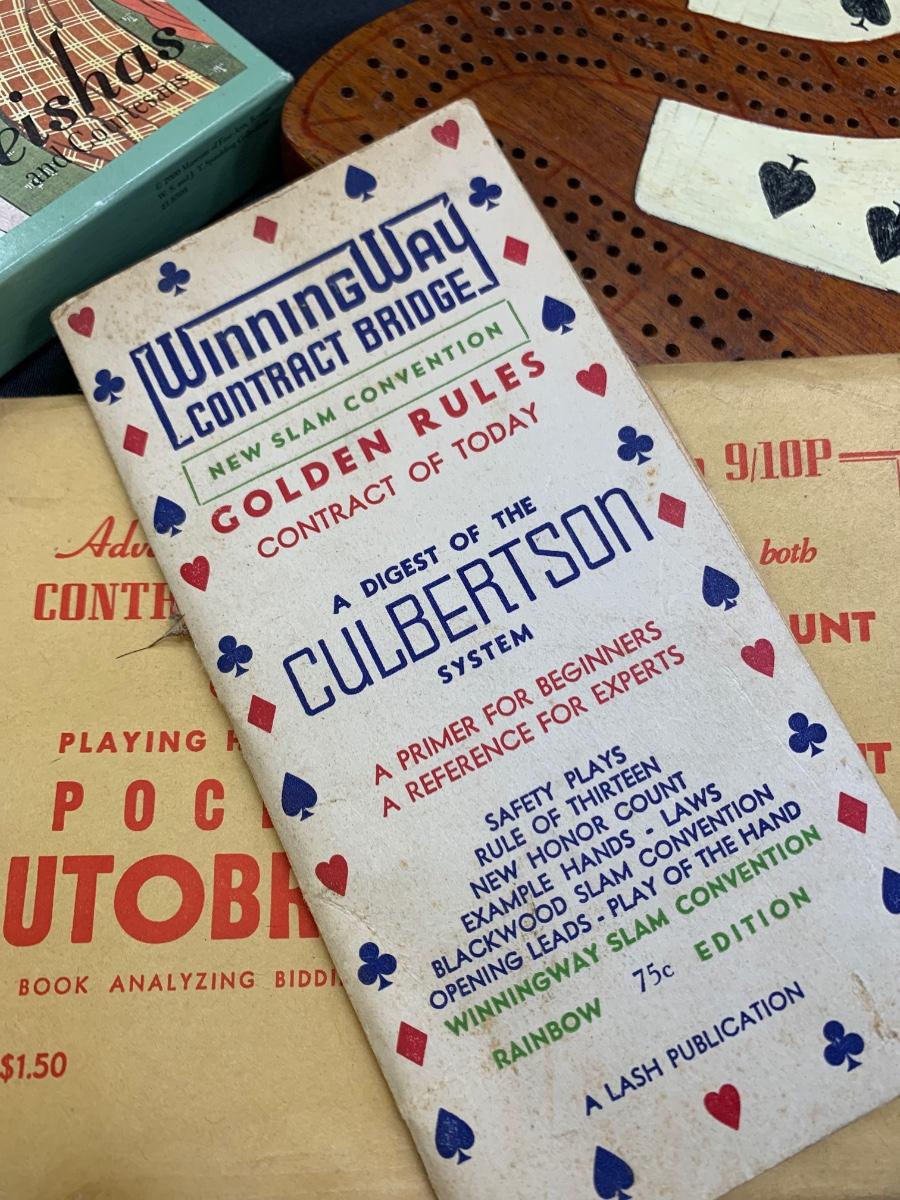 eishas
and Courtesans
WinningWay
CONTRACT BRIDGE
NEW SLAM CONVENTION
GOLDEN RULES
CONTRACT OF TODAY
A DIGEST OF THE
CULBERTSON
SYSTEM
A PRIMER FOR BEGINNERS
A REFERENCE FOR EXPERTS
SAFETY PLAYS
RULE OF THIRTEEN
NEW HONOR COUNT
EXAMPLE HANDS - LAWS
BLACKWOOD SLAM CONVENTION
OPENING LEADS - PLAY OF THE HAND
WINNINGWAY SLAM CONVENTION
RAINBOW 75c EDITION
A LASH PUBLICATION
Adv
CONTR
PLAYING
POC
UTOBR
BOOK ANALYZING BIDDI
$1.50
9/10P
both
UNT
T